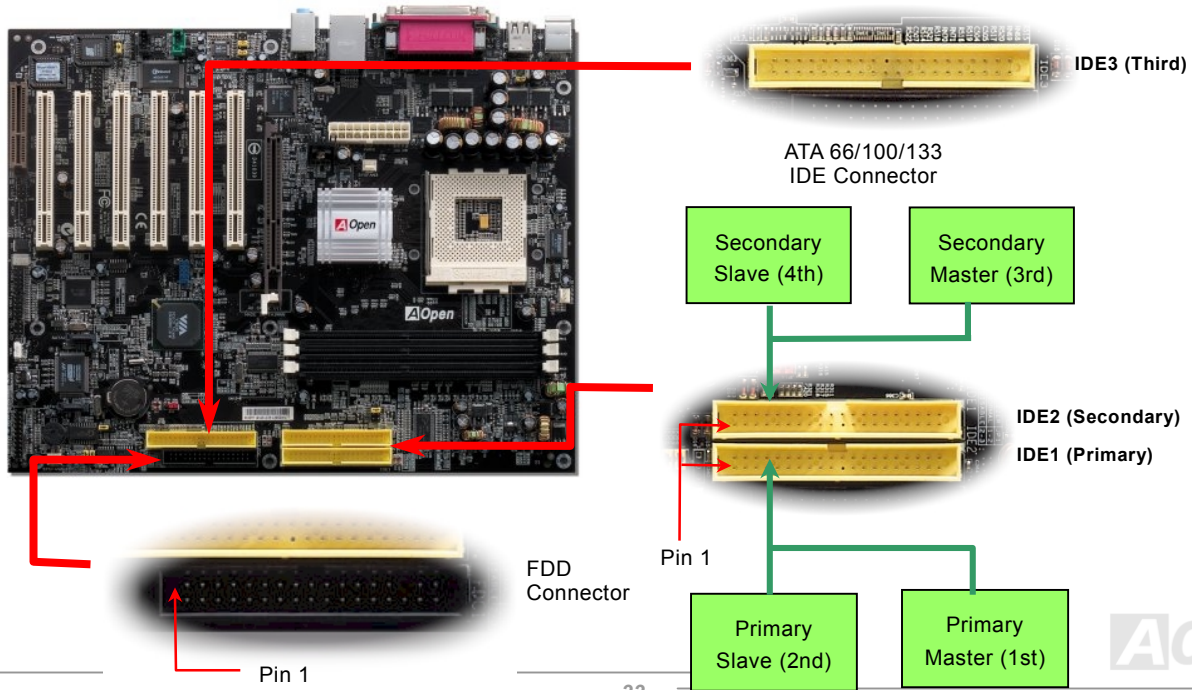 IDE3 (Third)
ATA 66/100/133
IDE Connector
Secondary
Slave (4th)
Secondary
Master (3rd)
AOpen
AOpen
VIA
IDE2 (Secondary)
IDE1 (Primary)
Pin 1
FDD
Connector
Primary
Slave (2nd)
Primary
Master (1st)
Pin 1